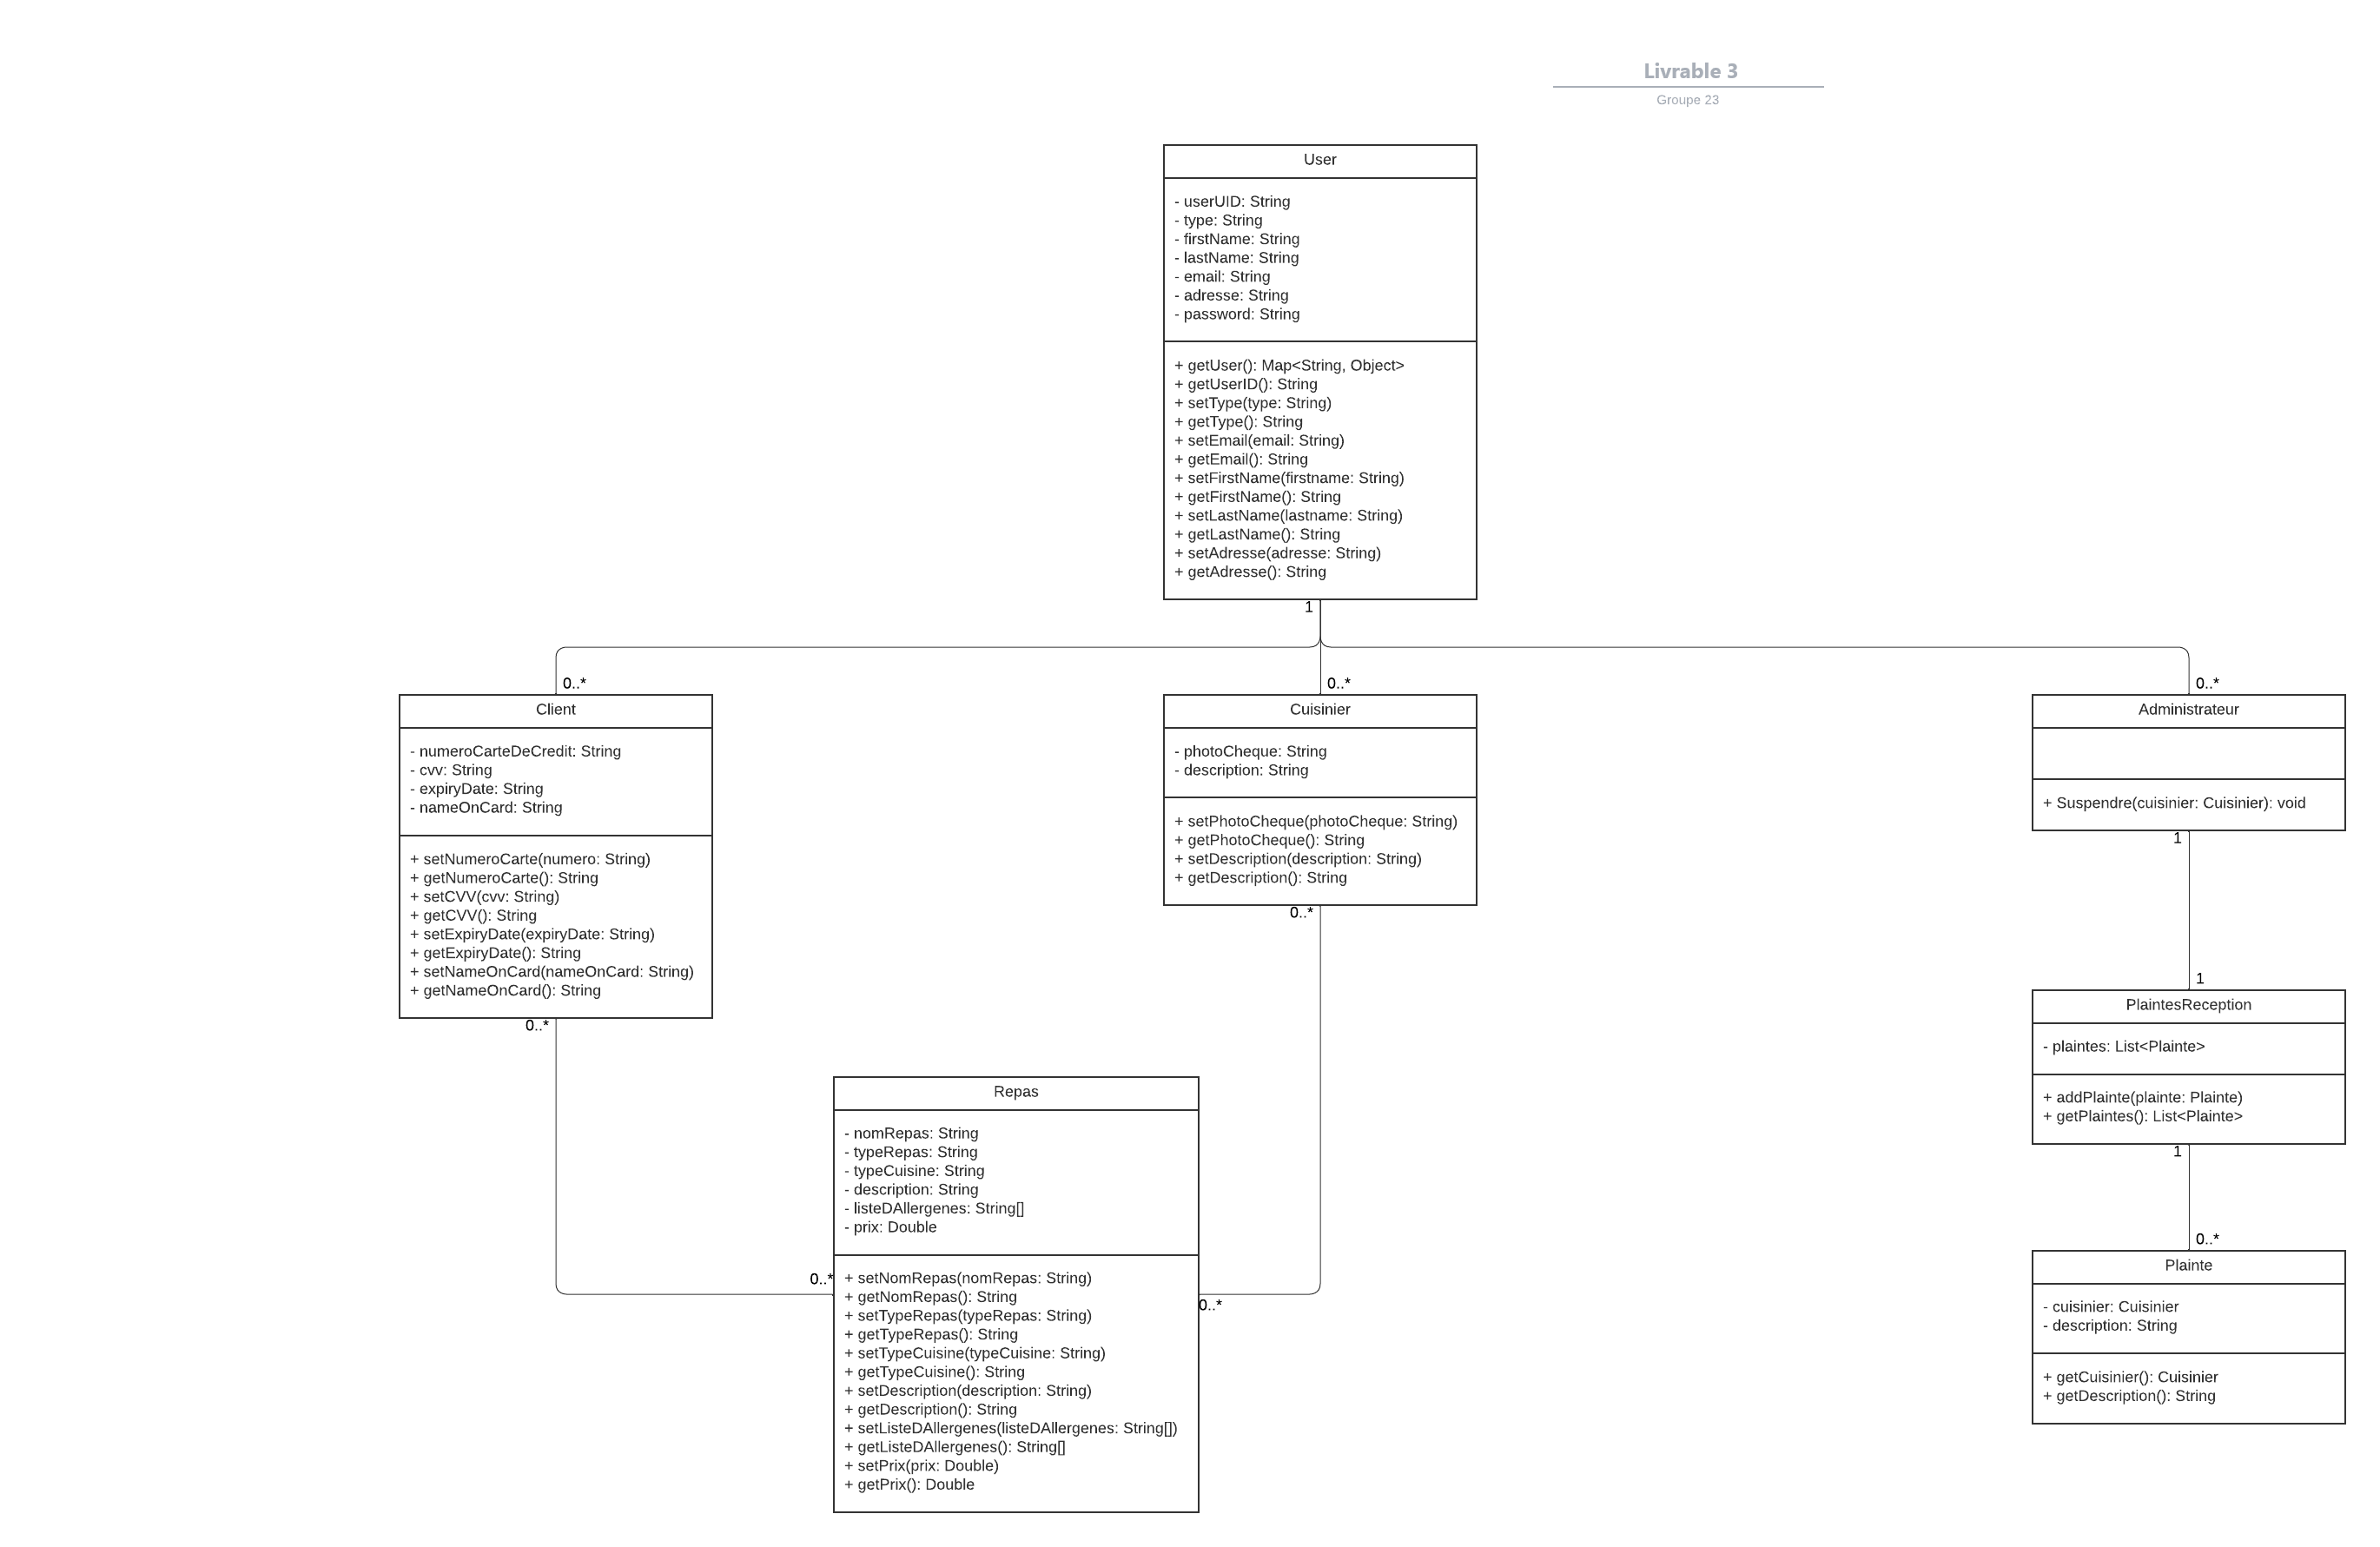 Livrable 3
Groupe 23
User
- userUID: String
- type: String
- firstName: String
- lastName: String
- email: String
- adresse: String
- password: String
+ getUser(): Map<String, Object>
+ getUserID(): String
+ setType(type: String)
+ getType(): String
+ setEmail(email: String)
+ getEmail(): String
+ setFirstName(firstname: String)
+ getFirstName(): String
+ setLastName(lastname: String)
+ getLastName(): String
+ setAdresse(adresse: String)
+ getAdresse(): String
1
0..*
0..*
0..*
Client
- numeroCarteDeCredit: String
- cvv: String
- expiryDate: String
- nameOnCard: String
+ setNumeroCarte(numero: String)
+ getNumeroCarte(): String
+ setCVV(cvv: String)
+ getCVV(): String
+ setExpiryDate(expiryDate: String)
+ getExpiryDate(): String
+ setNameOnCard(nameOnCard: String)
+ getNameOnCard(): String
0..*
Cuisinier
- photoCheque: String
- description: String
+ setPhotoCheque(photoCheque: String)
+ getPhotoCheque(): String
+ setDescription(description: String)
+ getDescription(): String
0..*
Administrateur
+ Suspendre(cuisinier: Cuisinier): void
1
1
PlaintesReception
- plaintes: List<Plainte>
+ addPlainte(plainte: Plainte)
+ getPlaintes(): List<Plainte>
1
0..*
Plainte
- cuisinier: Cuisinier
- description: String
+ getCuisinier(): Cuisinier
+ getDescription(): String
Repas
- nomRepas: String
- typeRepas: String
- typeCuisine: String
- description: String
- listeDAllergenes: String[]
- prix: Double
0..*
0..*
+ setNomRepas(nomRepas: String)
+ getNomRepas(): String
+ setTypeRepas(typeRepas: String)
+ getTypeRepas(): String
+ setTypeCuisine(typeCuisine: String)
+ getTypeCuisine(): String
+ setDescription(description: String)
+ getDescription(): String
+ setListeDAllergenes(listeDAllergenes: String[])
+ getListeDAllergenes(): String[]
+ setPrix(prix: Double)
+ getPrix(): Double